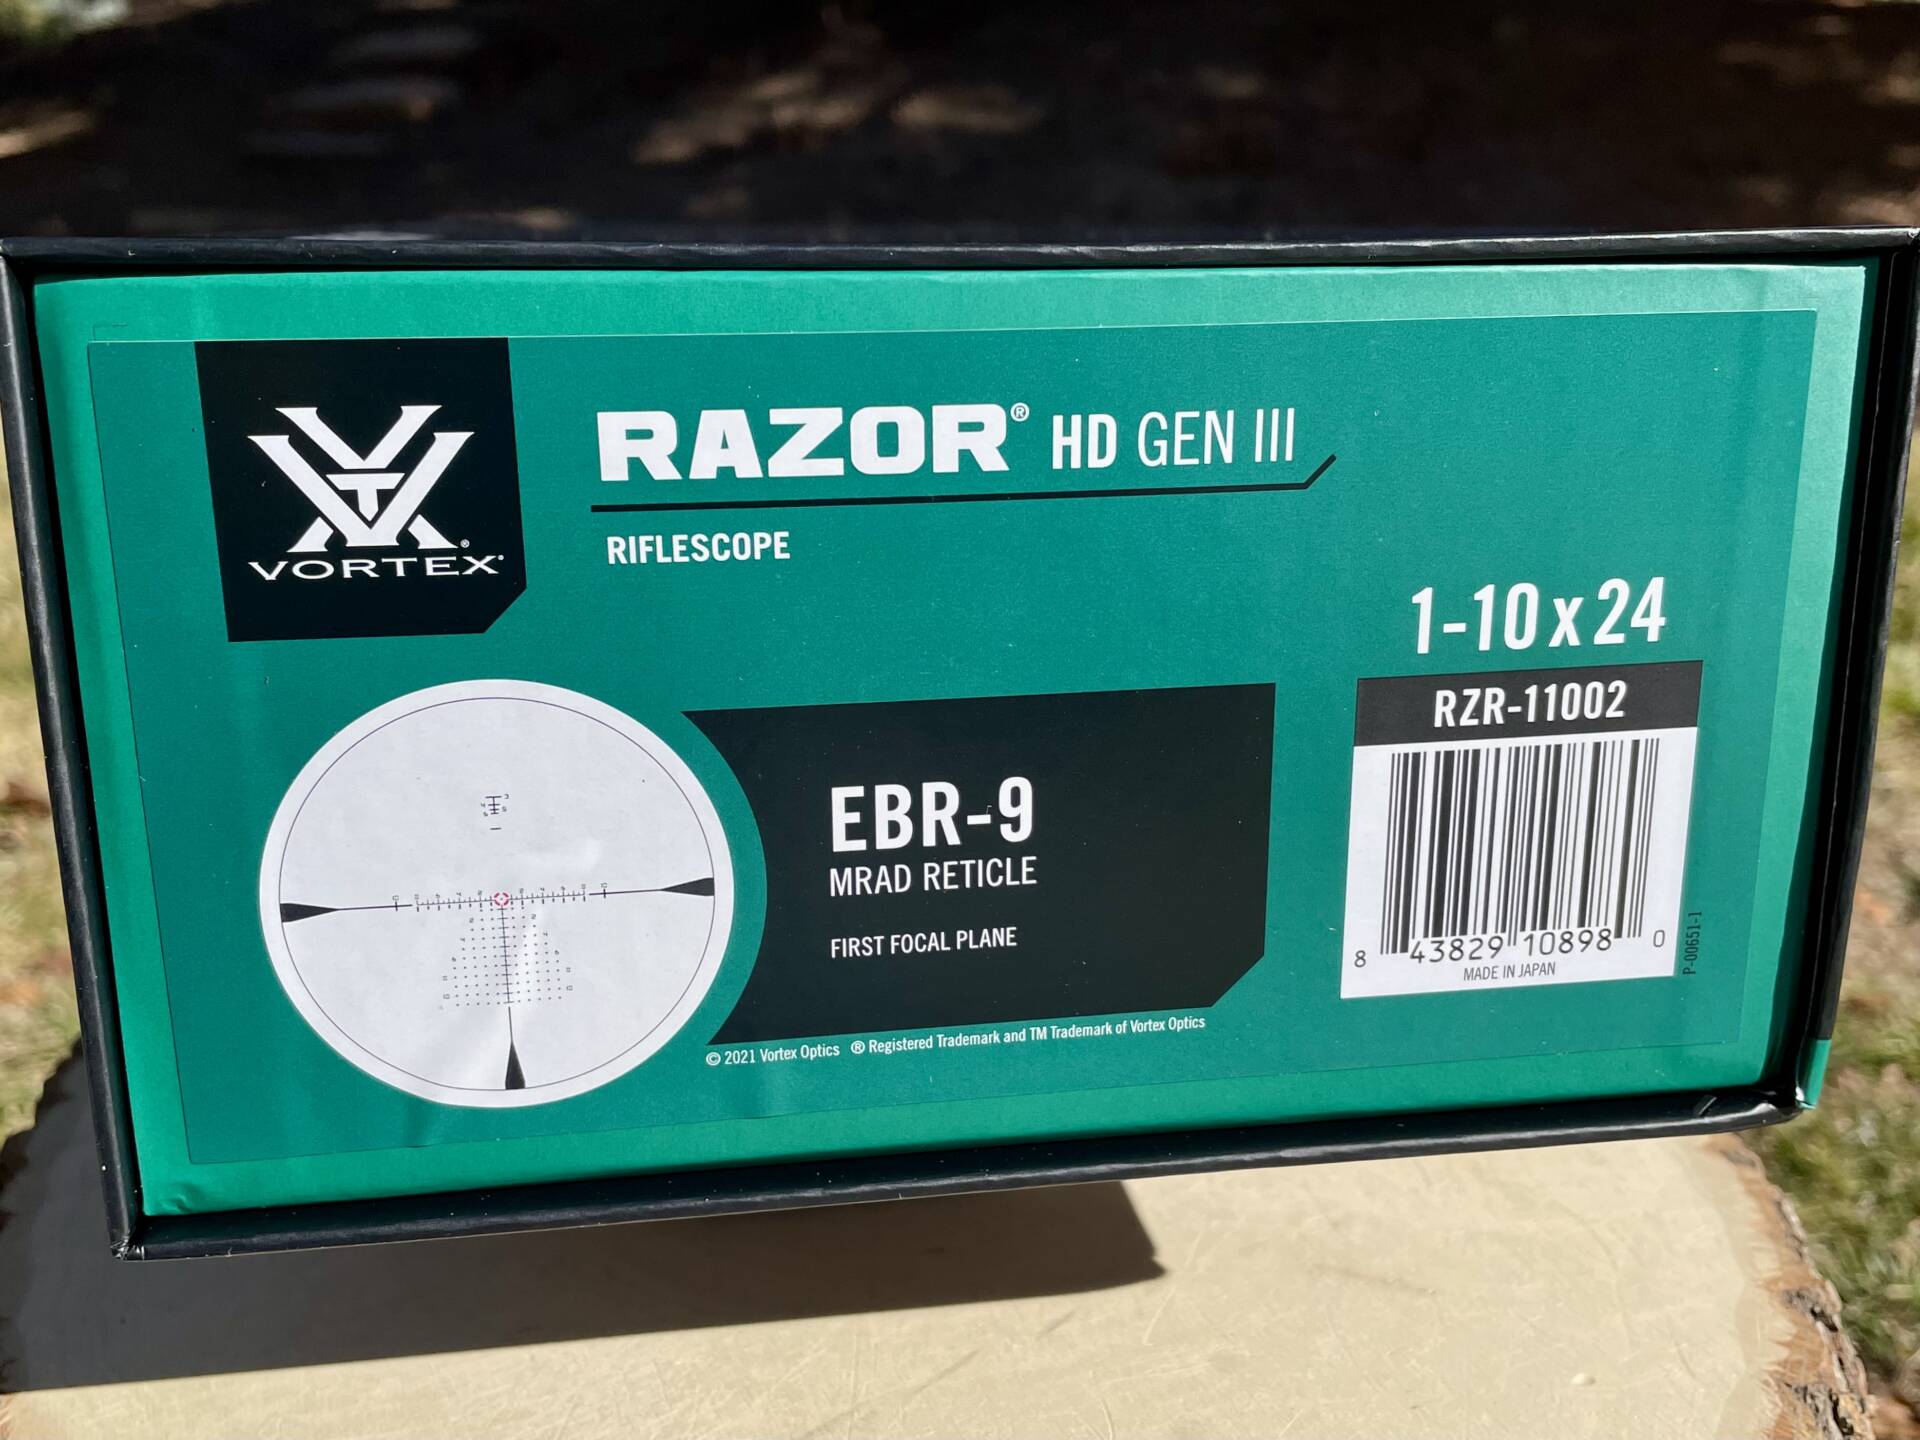 RAZOR® HD GEN III
VORTEX®
RIFLESCOPE
1-10x24
RZR-11002
EBR-9
MRAD RETICLE
FIRST FOCAL PLANE
8 43829 10898 0
MADE IN JAPAN
P-00651-1
© 2021 Vortex Optics ® Registered Trademark and TM Trademark of Vortex Optics